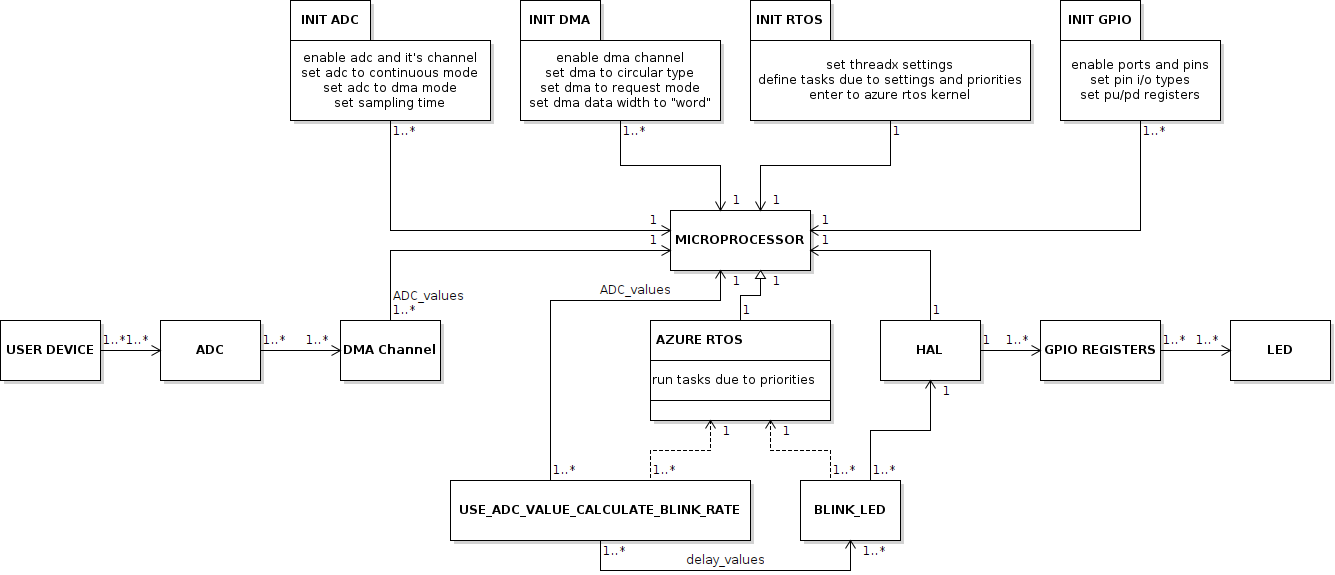 INIT ADC
enable adc and it's channel
set adc to continuous mode
set adc to dma mode
set sampling time
INIT DMA
enable dma channel
set dma to circular type
set dma to request mode
set dma data width to "word"
INIT RTOS
set threadx settings
define tasks due to settings and priorities
enter to azure rtos kernel
INIT GPIO
enable ports and pins
set pin i/o types
set pu/pd registers
1..*
1..*
1
1..*
1
1
1
1
MICROPROCESSOR
1
1
ADC_values
1..*
ADC_values
1
1
1
1
USER DEVICE
1..*
1..*
ADC
1..*
1..*
DMA Channel
AZURE RTOS
run tasks due to priorities
HAL
1
1..*
GPIO REGISTERS
1..*
1..*
LED
1
1
1
1..*
1..*
1..*
1..*
USE_ADC_VALUE_CALCULATE_BLINK_RATE
BLINK_LED
1..*
delay_values
1..*